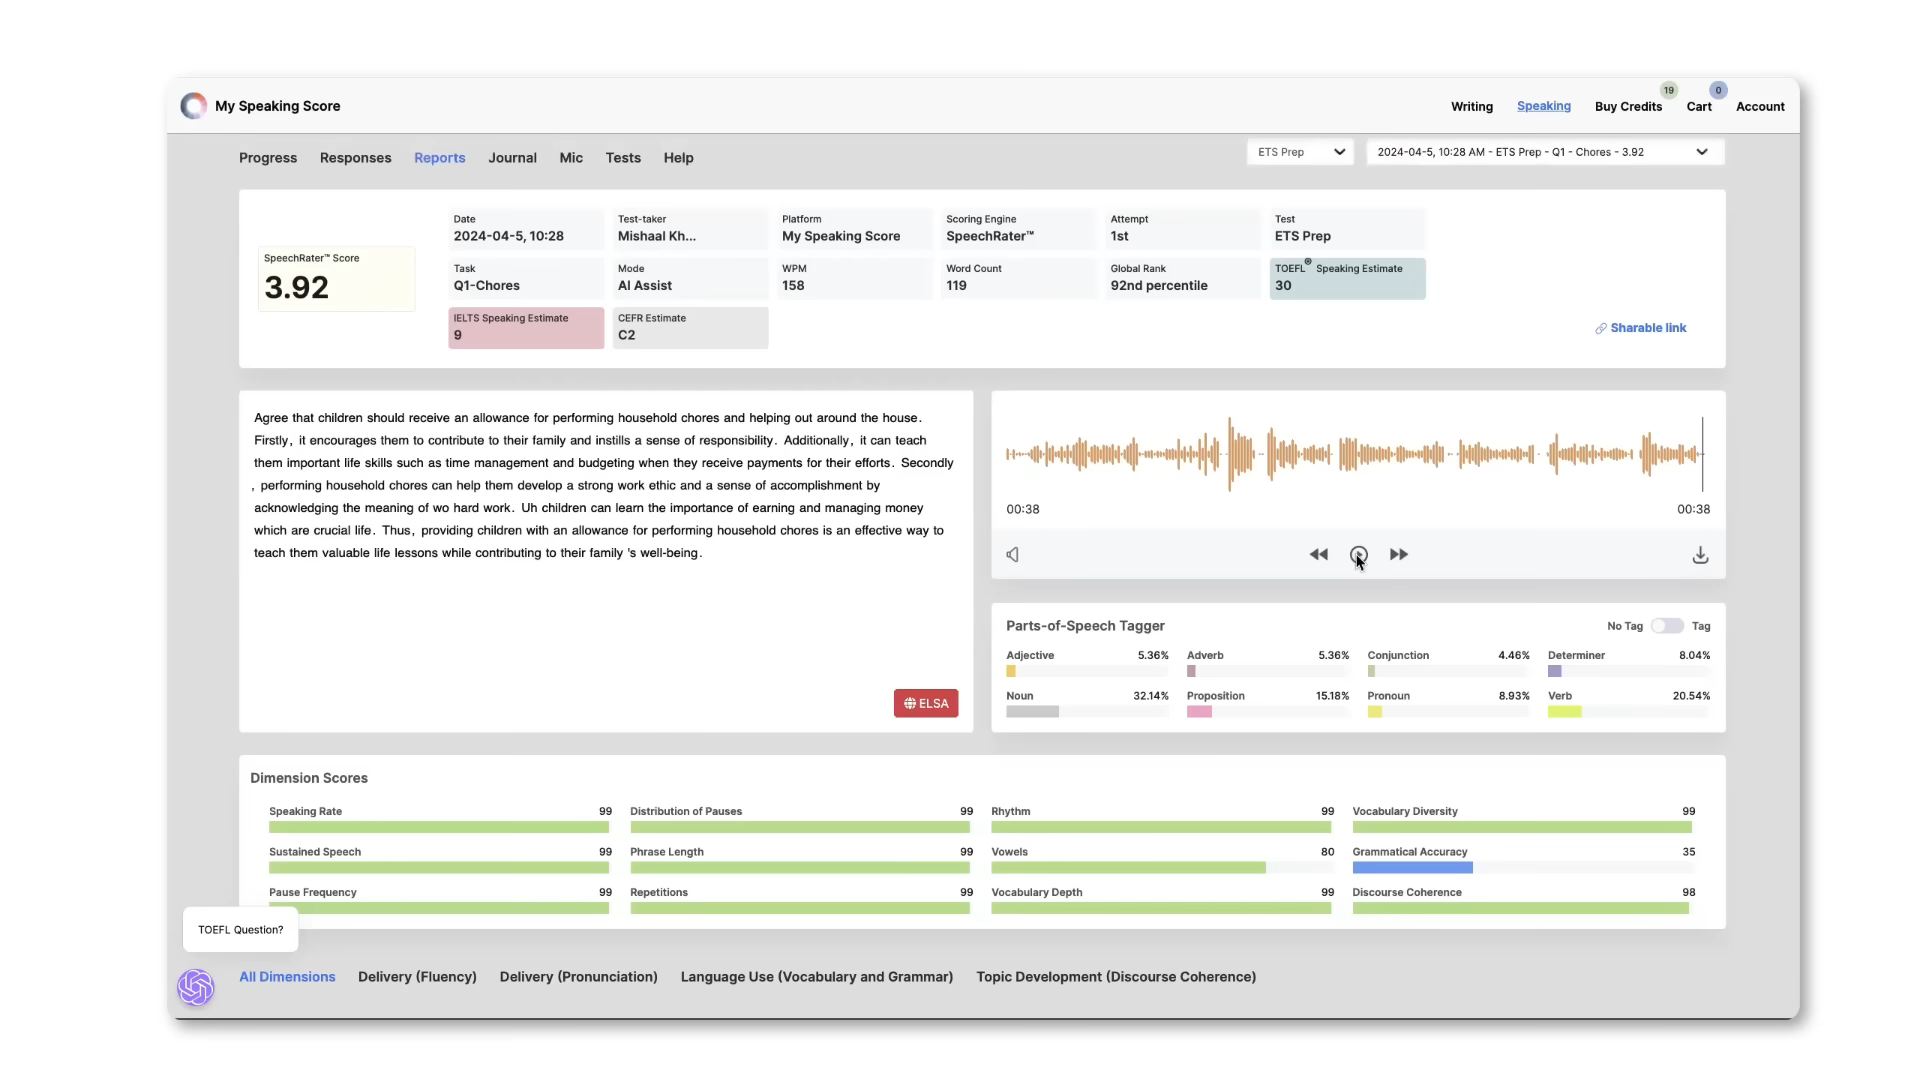 My Speaking Score
Writing
Speaking
Buy Credits
19
Cart
0
Account
Progress
Responses
Reports
Journal
Mic
Tests
Help
ETS Prep
2024-04-5, 10:28 AM - ETS Prep - Q1 - Chores - 3.92
SpeechRater™ Score
3.92
Date
2024-04-5, 10:28
Test-taker
Mishaal Kh...
Platform
My Speaking Score
Scoring Engine
SpeechRater™
Attempt
1st
Test
ETS Prep
Task
Q1-Chores
Mode
AI Assist
WPM
158
Word Count
119
Global Rank
92nd percentile
TOEFL® Speaking Estimate
30
IELTS Speaking Estimate
9
CEFR Estimate
C2
Sharable link
Agree that children should receive an allowance for performing household chores and helping out around the house.
Firstly, it encourages them to contribute to their family and instills a sense of responsibility. Additionally, it can teach
them important life skills such as time management and budgeting when they receive payments for their efforts. Secondly
, performing household chores can help them develop a strong work ethic and a sense of accomplishment by
acknowledging the meaning of wo hard work. Uh children can learn the importance of earning and managing money
which are crucial life. Thus, providing children with an allowance for performing household chores is an effective way to
teach them valuable life lessons while contributing to their family 's well-being.
ELSA
00:38
00:38
Parts-of-Speech Tagger
No Tag
Tag
Adjective 5.36%
Adverb 5.36%
Conjunction 4.46%
Determiner 8.04%
Noun 32.14%
Proposition 15.18%
Pronoun 8.93%
Verb 20.54%
Dimension Scores
Speaking Rate 99
Distribution of Pauses 99
Rhythm 99
Vocabulary Diversity 99
Sustained Speech 99
Phrase Length 99
Vowels 80
Grammatical Accuracy 35
Pause Frequency 99
Repetitions 99
Vocabulary Depth 99
Discourse Coherence 98
TOEFL Question?
All Dimensions
Delivery (Fluency)
Delivery (Pronunciation)
Language Use (Vocabulary and Grammar)
Topic Development (Discourse Coherence)